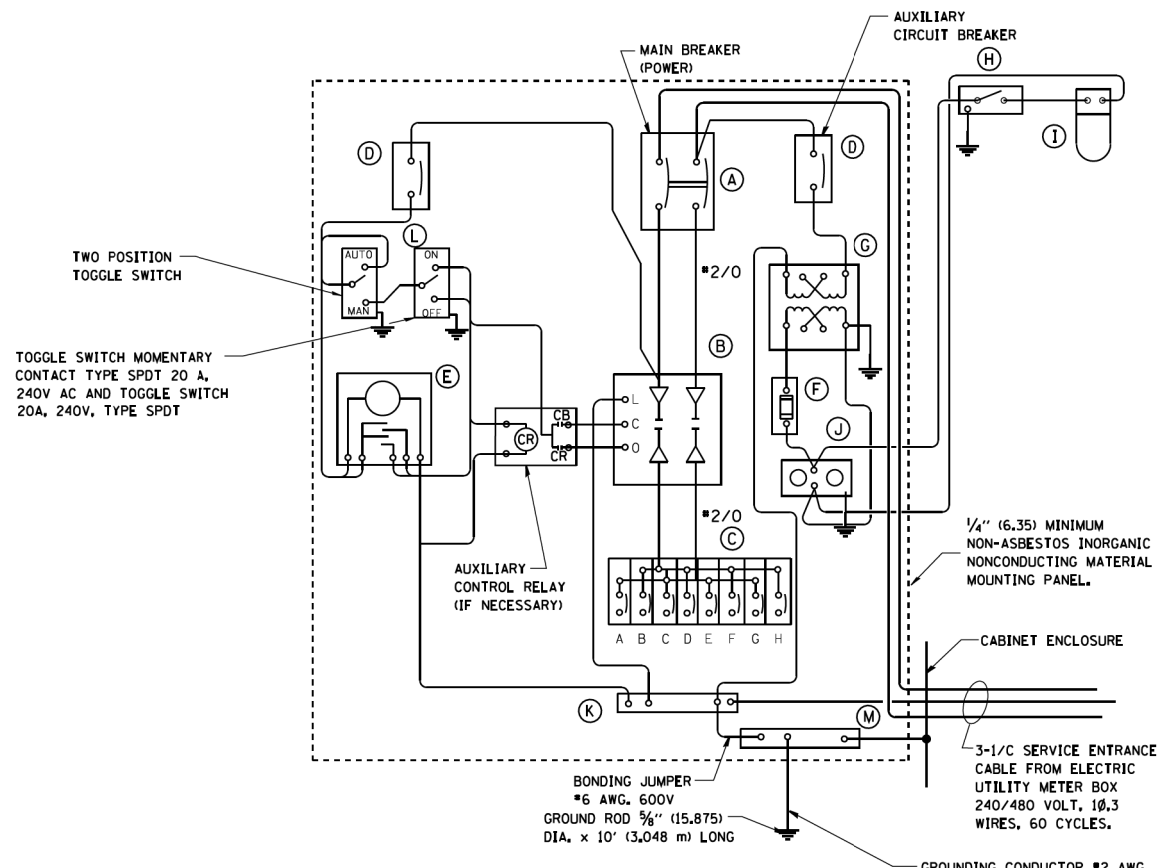 AUXILIARY
CIRCUIT BREAKER
MAIN BREAKER
(POWER)
H
I
D
A
D
L
G
TWO POSITION
TOGGLE SWITCH
AUTO
MAN
ON
OFF
#2/0
TOGGLE SWITCH MOMENTARY
CONTACT TYPE SPDT 20 A,
240V AC AND TOGGLE SWITCH
20A, 240V, TYPE SPDT
E
B
F
L
C
O
CB
CR
CR
J
#2/0
C
1/4" (6.35) MINIMUM
NON-ASBESTOS INORGANIC
NONCONDUCTING MATERIAL
MOUNTING PANEL.
AUXILIARY
CONTROL RELAY
(IF NECESSARY)
A B C D E F G H
CABINET ENCLOSURE
K
M
3-1/C SERVICE ENTRANCE
CABLE FROM ELECTRIC
UTILITY METER BOX
240/480 VOLT, 1Ø,3
WIRES, 60 CYCLES.
BONDING JUMPER
#6 AWG. 600V
GROUND ROD 5/8" (15.875)
DIA. x 10' (3.048 m) LONG
GROUNDING CONDUCTOR #2 AWG